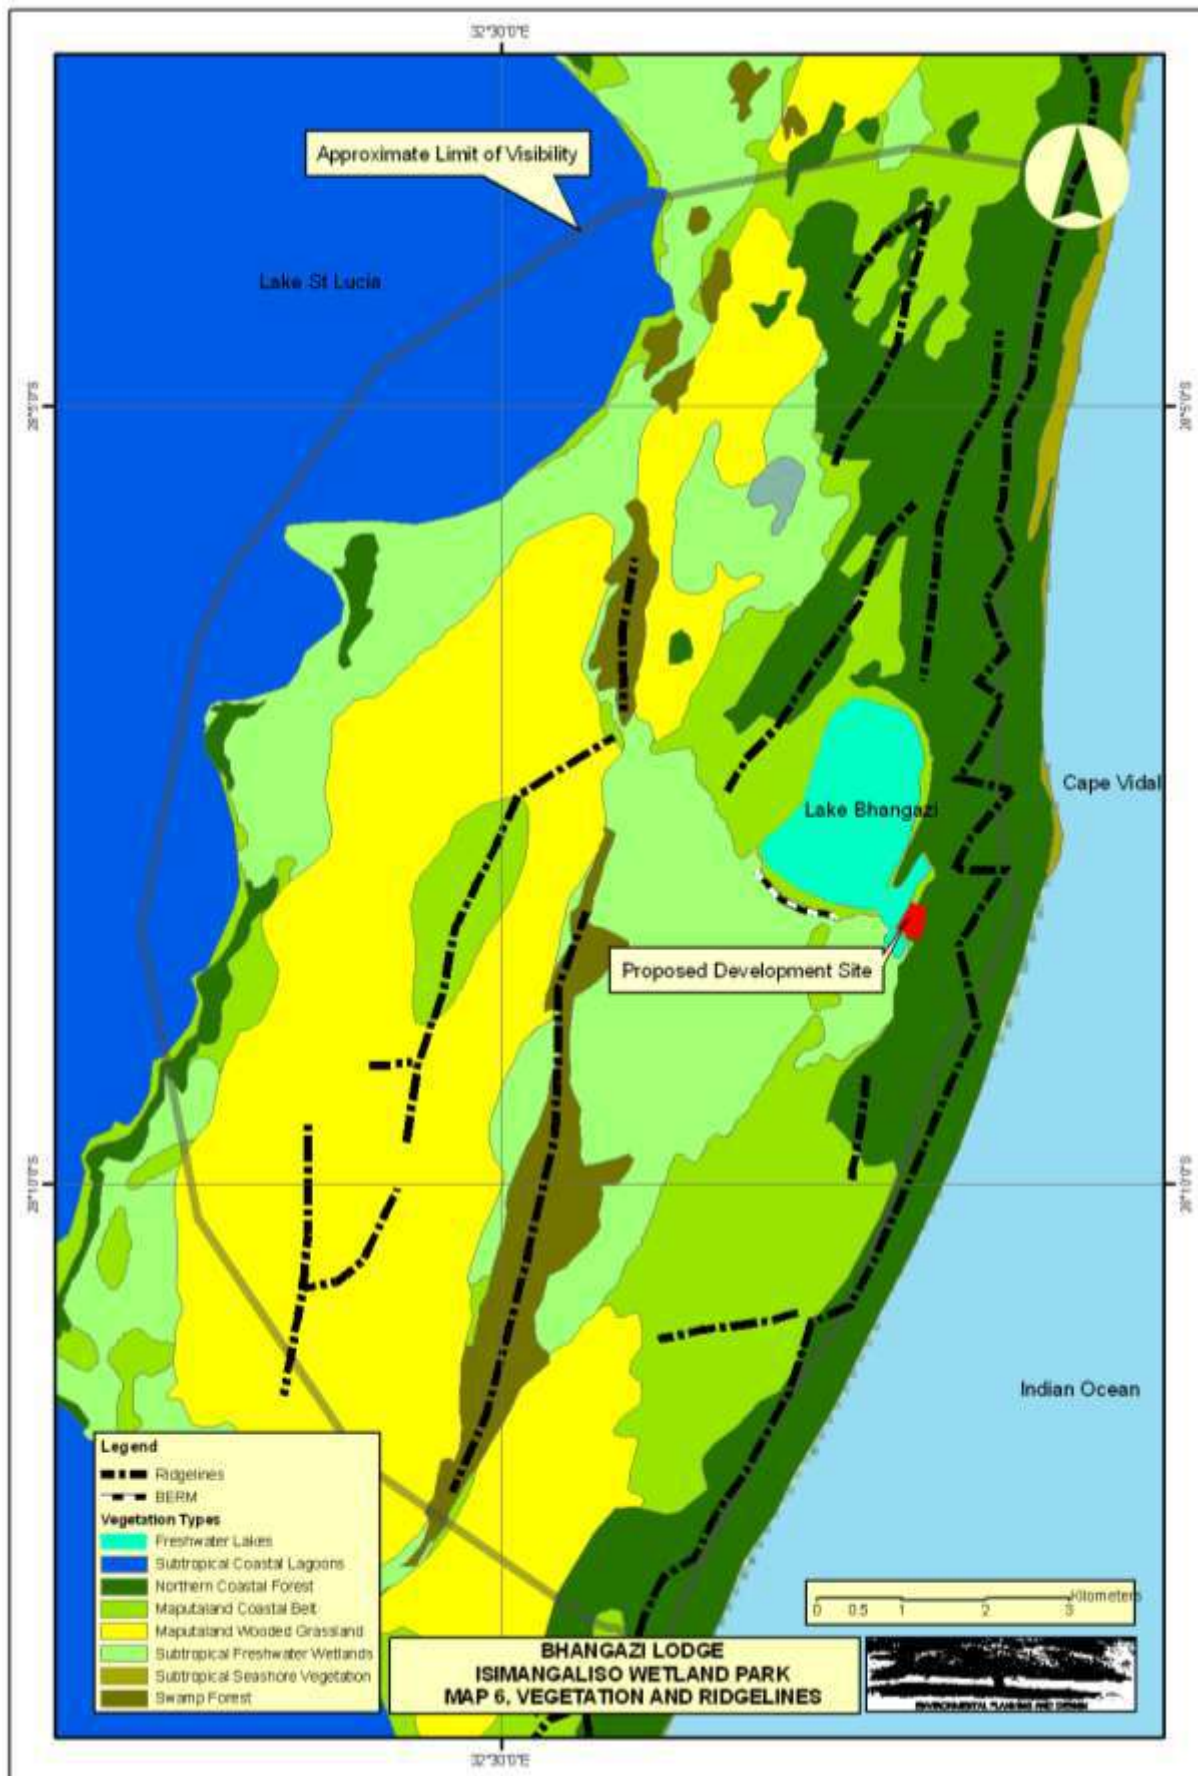 32°30'0"E
Approximate Limit of Visibility
Lake St Lucia
28°5'0"S
28°5'0"S
Cape Vidal
Lake Bhangazi
Proposed Development Site
28°10'0"S
28°10'0"S
Indian Ocean
Legend
Ridgelines
BERM
Vegetation Types
Freshwater Lakes
Subtropical Coastal Lagoons
Northern Coastal Forest
Maputaland Coastal Belt
Maputaland Wooded Grassland
Subtropical Freshwater Wetlands
Subtropical Seashore Vegetation
Swamp Forest
Kilometers
0 0.5 1 2 3
BHANGAZI LODGE
ISIMANGALISO WETLAND PARK
MAP 6, VEGETATION AND RIDGELINES
ENVIRONMENTAL PLANNING AND DESIGN
32°30'0"E